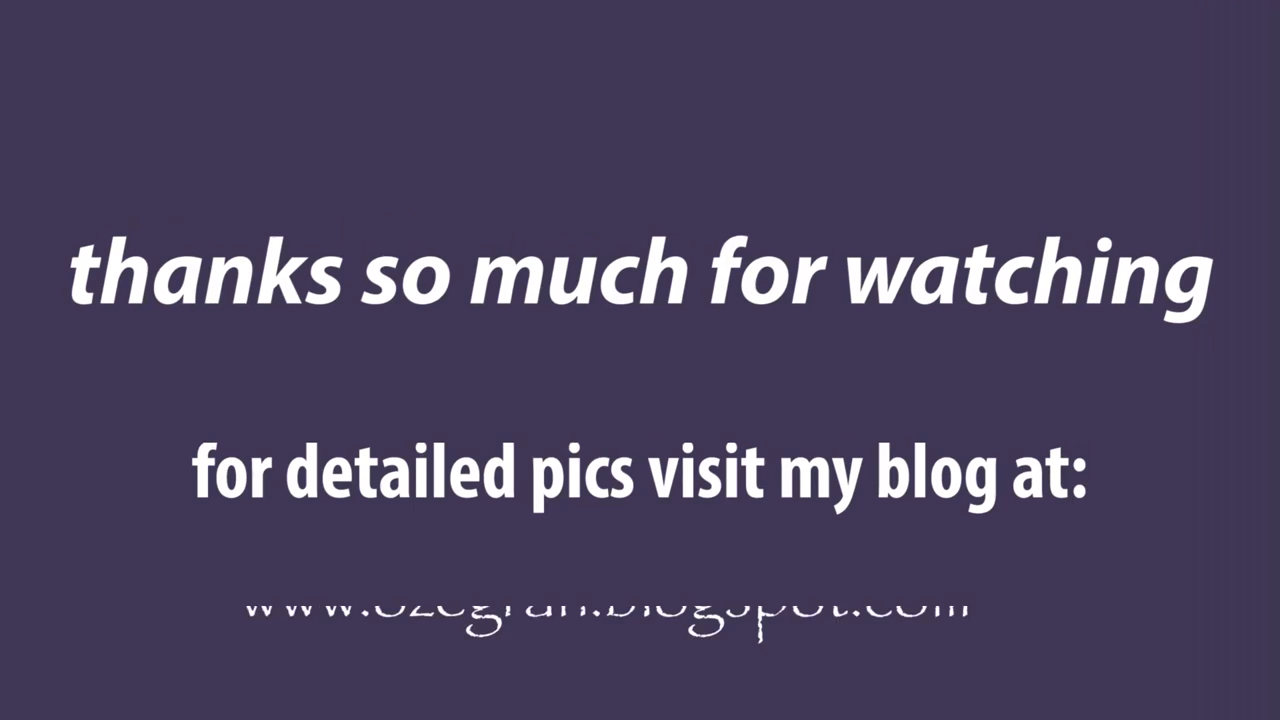 thanks so much for watching
for detailed pics visit my blog at: